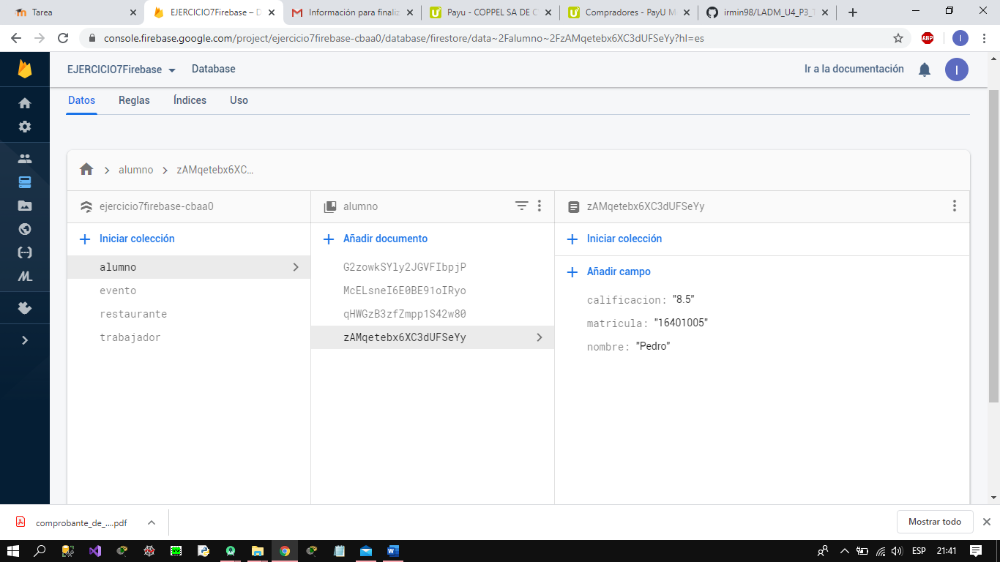 Tarea
EJERCICIO7Firebase – D
Información para finaliz
Payu - COPPEL SA DE C
Compradores - PayU M
irmin98/LADM_U4_P3_T
console.firebase.google.com/project/ejercicio7firebase-cbaa0/database/firestore/data~2Falumno~2FzAMqetebx6XC3dUFSeYy?hl=es
ABP
I
EJERCICIO7Firebase
Database
Ir a la documentación
I
Datos
Reglas
Índices
Uso
alumno
zAMqetebx6XC...
ejercicio7firebase-cbaa0
alumno
zAMqetebx6XC3dUFSeYy
Iniciar colección
Añadir documento
Iniciar colección
alumno
evento
restaurante
trabajador
G2zowkSYly2JGVFIbpjP
McELsneI6E0BE91oIRyo
qHWGzB3zfZmpp1S42w80
zAMqetebx6XC3dUFSeYy
Añadir campo
calificacion: "8.5"
matricula: "16401005"
nombre: "Pedro"
comprobante_de_....pdf
Mostrar todo
ESP
21:41